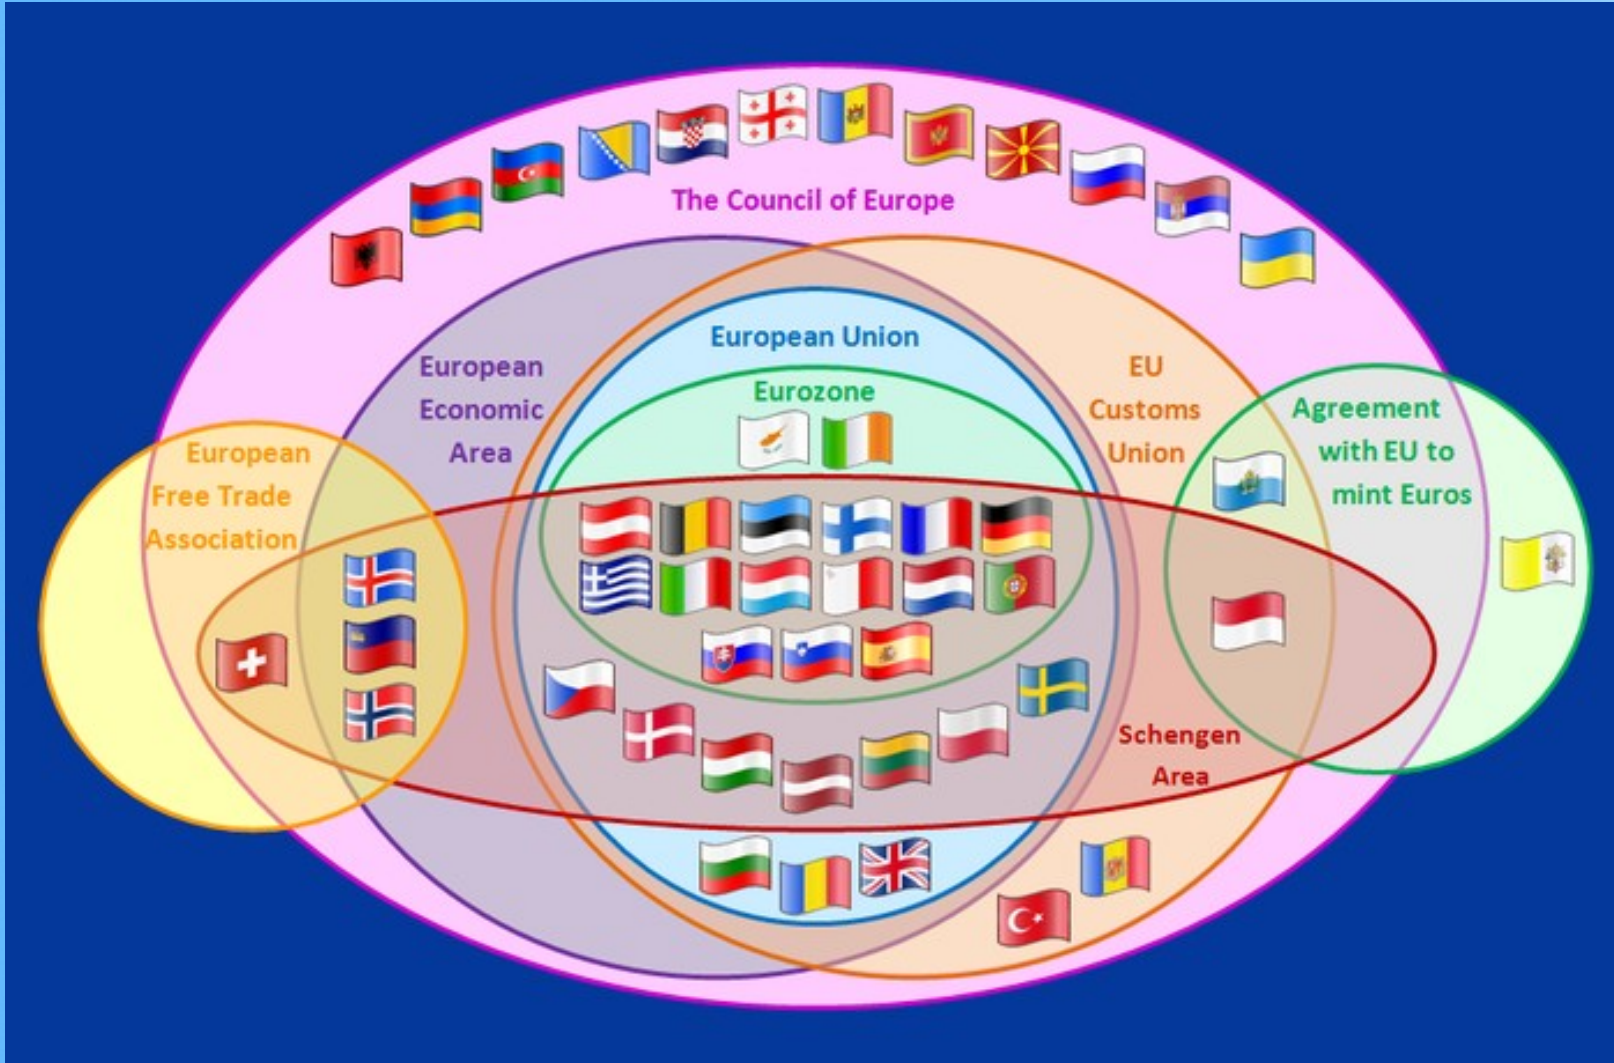 The Council of Europe
European Union
Eurozone
European
Economic
Area
EU
Customs
Union
European
Free Trade
Association
Agreement
with EU to
mint Euros
Schengen
Area